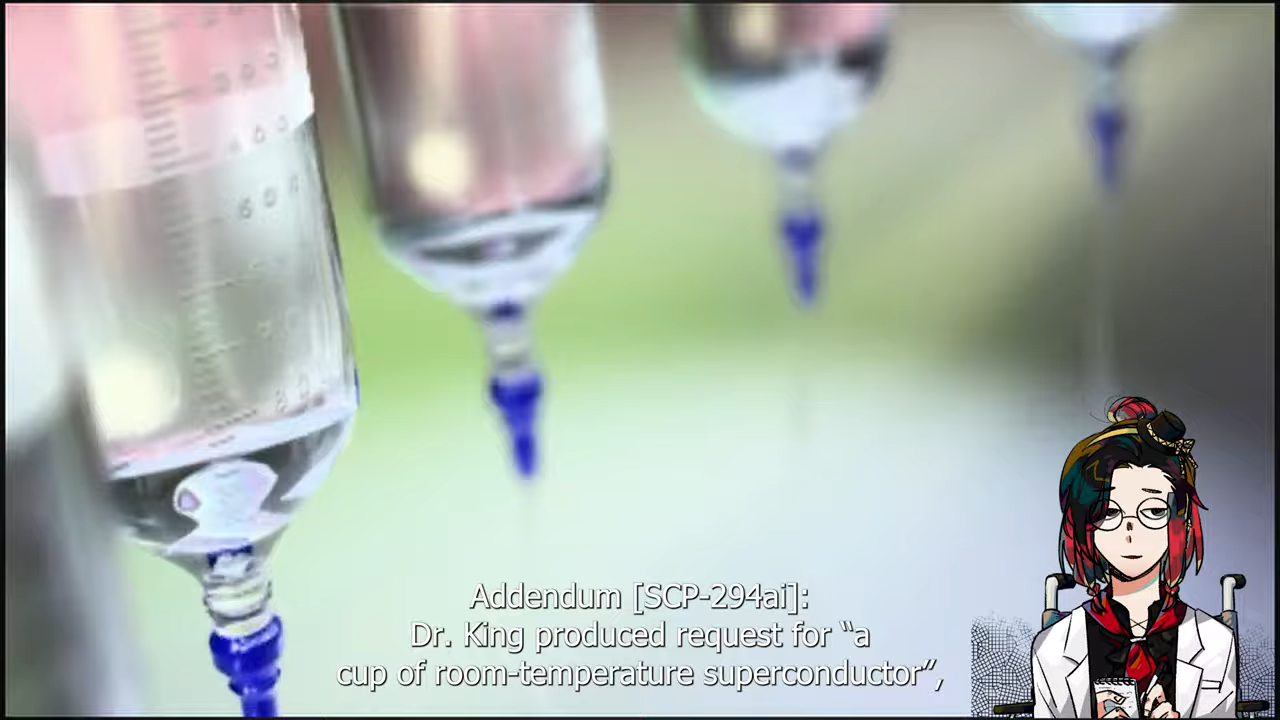 Addendum [SCP-294ai]:
Dr. King produced request for “a
cup of room-temperature superconductor”,